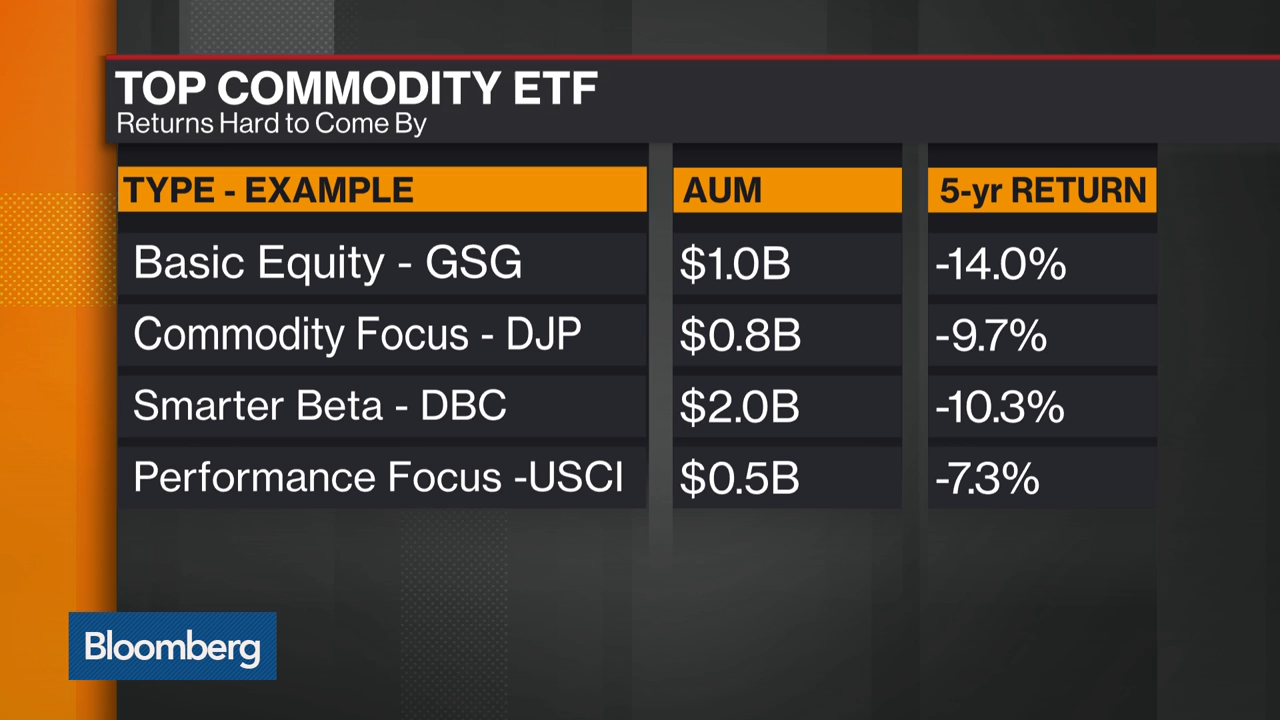 TOP COMMODITY ETF
Returns Hard to Come By
TYPE - EXAMPLE AUM 5-yr RETURN
Basic Equity - GSG $1.0B -14.0%
Commodity Focus - DJP $0.8B -9.7%
Smarter Beta - DBC $2.0B -10.3%
Performance Focus -USCI $0.5B -7.3%
Bloomberg